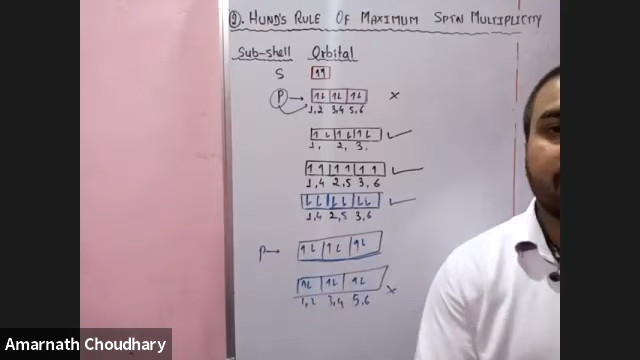 9. HUND'S RULE OF MAXIMUM SPIN MULTIPLICITY
Sub-shell Orbital
S
P
1,2 3,4 5,6
1, 2, 3.
1,4 2,5 3,6
1,4 2,5 3,6
P
1,2 3,4 5,6
Amarnath Choudhary